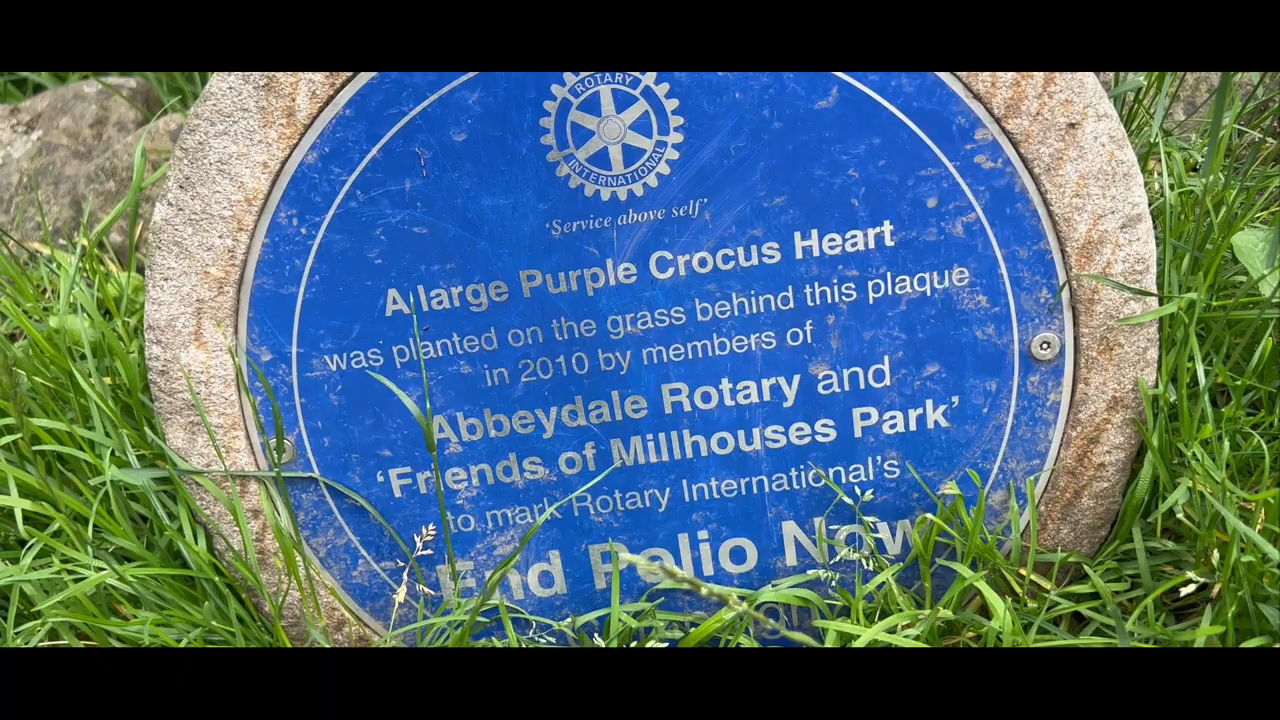 ROTARY
INTERNATIONAL
‘Service above self’
A large Purple Crocus Heart
was planted on the grass behind this plaque
in 2010 by members of
Abbeydale Rotary and
‘Friends of Millhouses Park’
to mark Rotary International’s
End Polio Now